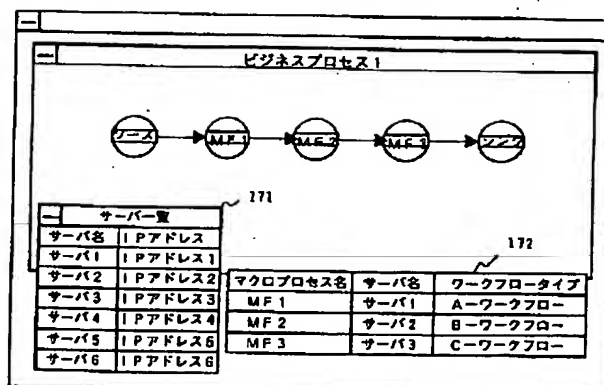 ビジネスプロセス1
ソース MF1 MF2 MF3 シンク
171
サーバ一覧
172
サーバ名 IPアドレス
サーバ1 IPアドレス1
サーバ2 IPアドレス2
サーバ3 IPアドレス3
サーバ4 IPアドレス4
サーバ5 IPアドレス5
サーバ6 IPアドレス6
マクロプロセス名 サーバ名 ワークフロータイプ
MF1 サーバ1 A-ワークフロー
MF2 サーバ2 B-ワークフロー
MF3 サーバ3 C-ワークフロー